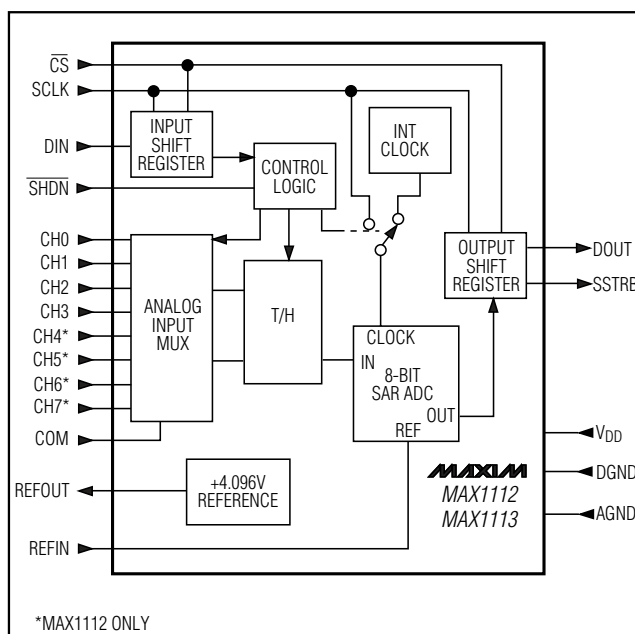 CS
SCLK
DIN
SHDN
CH0
CH1
CH2
CH3
CH4*
CH5*
CH6*
CH7*
COM
REFOUT
REFIN
INPUT
SHIFT
REGISTER
CONTROL
LOGIC
INT
CLOCK
ANALOG
INPUT
MUX
T/H
CLOCK
IN
8-BIT
SAR ADC
OUT
REF
OUTPUT
SHIFT
REGISTER
+4.096V
REFERENCE
DOUT
SSTRB
VDD
DGND
AGND
MAXIM
MAX1112
MAX1113
*MAX1112 ONLY